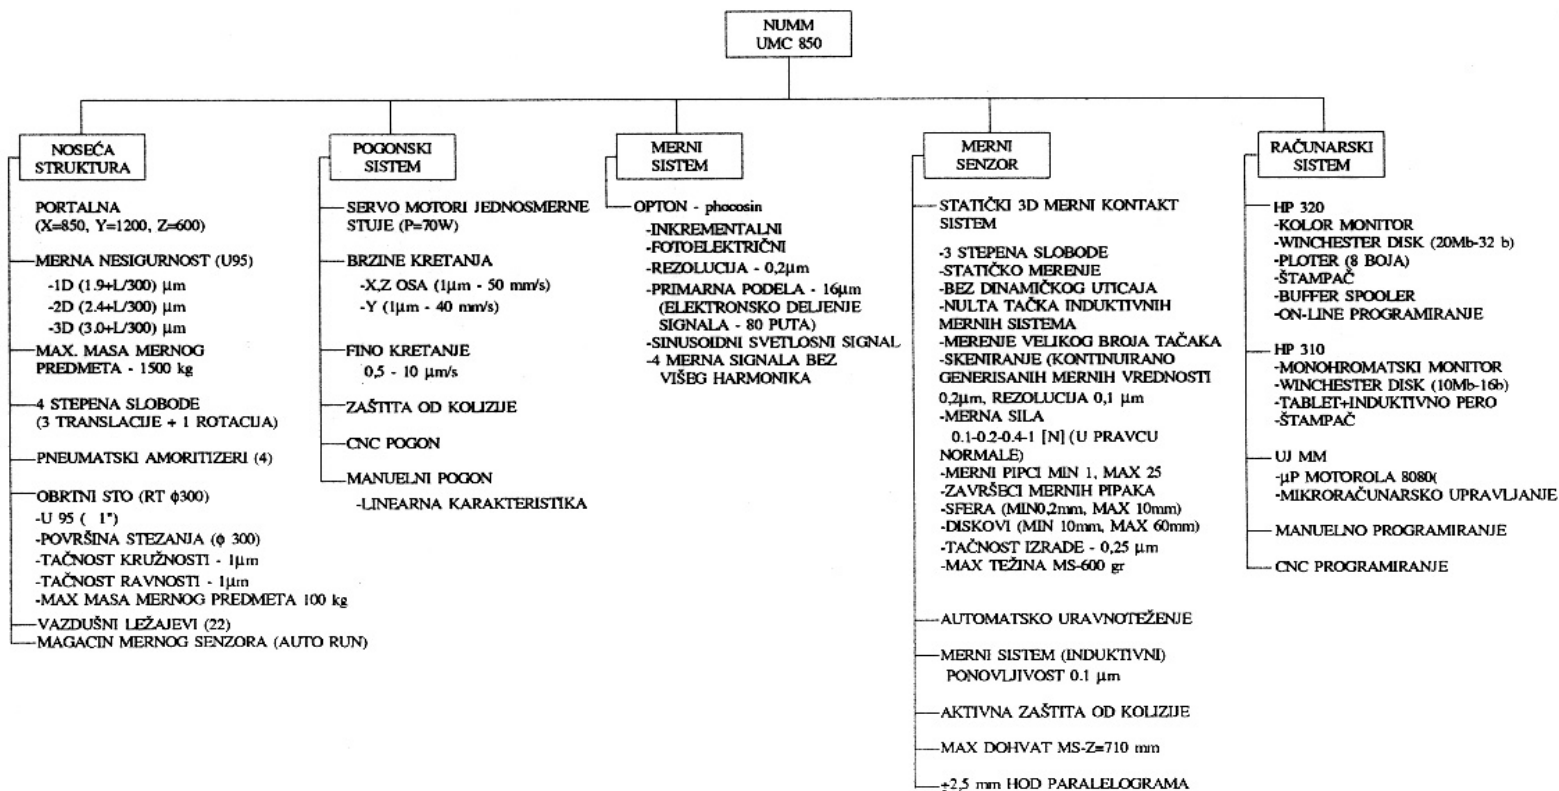 NUMM
UMC 850
NOSEĆA
STRUKTURA
PORTALNA
(X=850, Y=1200, Z=600)
MERNA NESIGURNOST (U95)
-1D (1.9+L/300) µm
-2D (2.4+L/300) µm
-3D (3.0+L/300) µm
MAX. MASA MERNOG
PREDMETA - 1500 kg
4 STEPENA SLOBODE
(3 TRANSLACIJE + 1 ROTACIJA)
PNEUMATSKI AMORITIZERI (4)
OBRTNI STO (RT ϕ300)
-U 95 ( 1")
-POVRŠINA STEZANJA (ϕ 300)
-TAČNOST KRUŽNOSTI - 1µm
-TAČNOST RAVNOSTI - 1µm
-MAX MASA MERNOG PREDMETA 100 kg
VAZDUŠNI LEŽAJEVI (22)
MAGACIN MERNOG SENZORA (AUTO RUN)
POGONSKI
SISTEM
SERVO MOTORI JEDNOSMERNE
STUJE (P=70W)
BRZINE KRETANJA
-X,Z OSA (1µm - 50 mm/s)
-Y (1µm - 40 mm/s)
FINO KRETANJE
0,5 - 10 µm/s
ZAŠTITA OD KOLIZIJE
CNC POGON
MANUELNI POGON
-LINEARNA KARAKTERISTIKA
MERNI
SISTEM
OPTON - phocosin
-INKREMENTALNI
-FOTOELEKTRIČNI
-REZOLUCIJA - 0,2µm
-PRIMARNA PODELA - 16µm
(ELEKTRONSKO DELJENJE
SIGNALA - 80 PUTA)
-SINUSOIDNI SVETLOSNI SIGNAL
-4 MERNA SIGNALA BEZ
VIŠEG HARMONIKA
MERNI
SENZOR
STATIČKI 3D MERNI KONTAKT
SISTEM
-3 STEPENA SLOBODE
-STATIČKO MERENJE
-BEZ DINAMIČKOG UTICAJA
-NULTA TAČKA INDUKTIVNIH
MERNIH SISTEMA
-MERENJE VELIKOG BROJA TAČAKA
-SKENIRANJE (KONTINUIRANO
GENERISANIH MERNIH VREDNOSTI
0,2µm, REZOLUCIJA 0,1 µm
-MERNA SILA
0.1-0.2-0.4-1 [N] (U PRAVCU
NORMALE)
-MERNI PIPCI MIN 1, MAX 25
-ZAVRŠECI MERNIH PIPAKA
-SFERA (MIN0,2mm, MAX 10mm)
-DISKOVI (MIN 10mm, MAX 60mm)
-TAČNOST IZRADE - 0,25 µm
-MAX TEŽINA MS-600 gr
AUTOMATSKO URAVNOTEŽENJE
MERNI SISTEM (INDUKTIVNI)
PONOVLJIVOST 0.1 µm
AKTIVNA ZAŠTITA OD KOLIZIJE
MAX DOHVAT MS-Z=710 mm
±2,5 mm HOD PARALELOGRAMA
RAČUNARSKI
SISTEM
HP 320
-KOLOR MONITOR
-WINCHESTER DISK (20Mb-32 b)
-PLOTER (8 BOJA)
-ŠTAMPAČ
-BUFFER SPOOLER
-ON-LINE PROGRAMIRANJE
HP 310
-MONOHROMATSKI MONITOR
-WINCHESTER DISK (10Mb-16b)
-TABLET+INDUKTIVNO PERO
-ŠTAMPAČ
UJ MM
-µP MOTOROLA 8080(
-MIKRORAČUNARSKO UPRAVLJANJE
MANUELNO PROGRAMIRANJE
CNC PROGRAMIRANJE